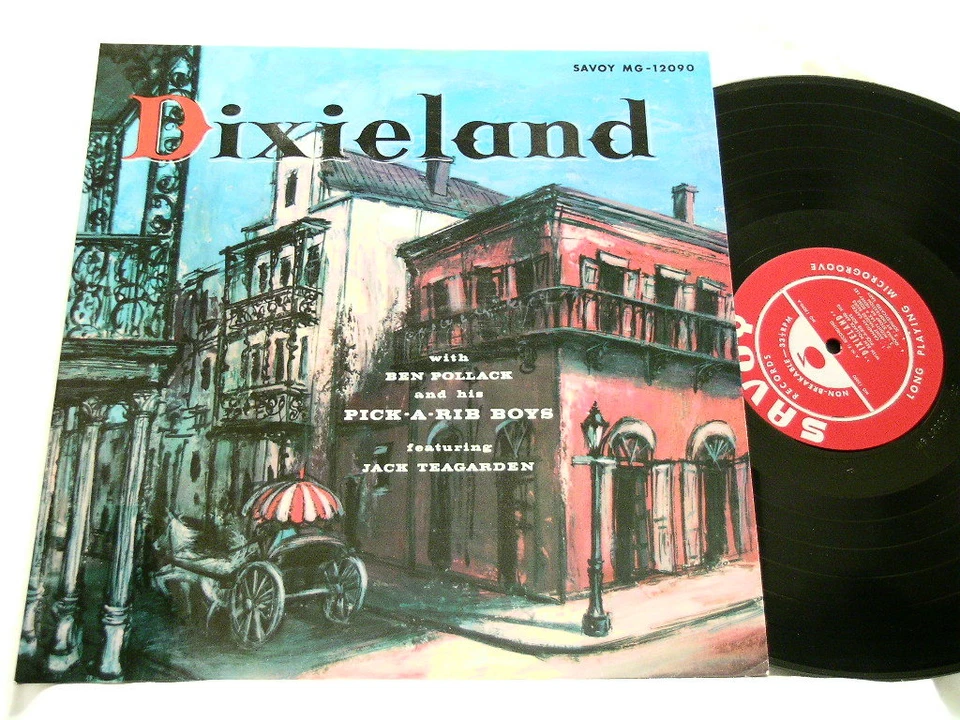 SAVOY MG-12090
Dixieland
with
BEN POLLACK
and his
PICK-A-RIB BOYS
featuring
JACK TEAGARDEN
LONG PLAYING MICROGROOVE
SAVOY
RECORDS
NON-BREAKABLE
"DIXIELAND"